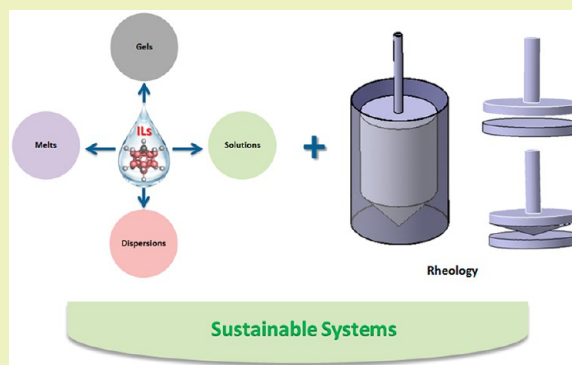 Gels
Melts
ILs
Solutions
+
Dispersions
Rheology
Sustainable Systems